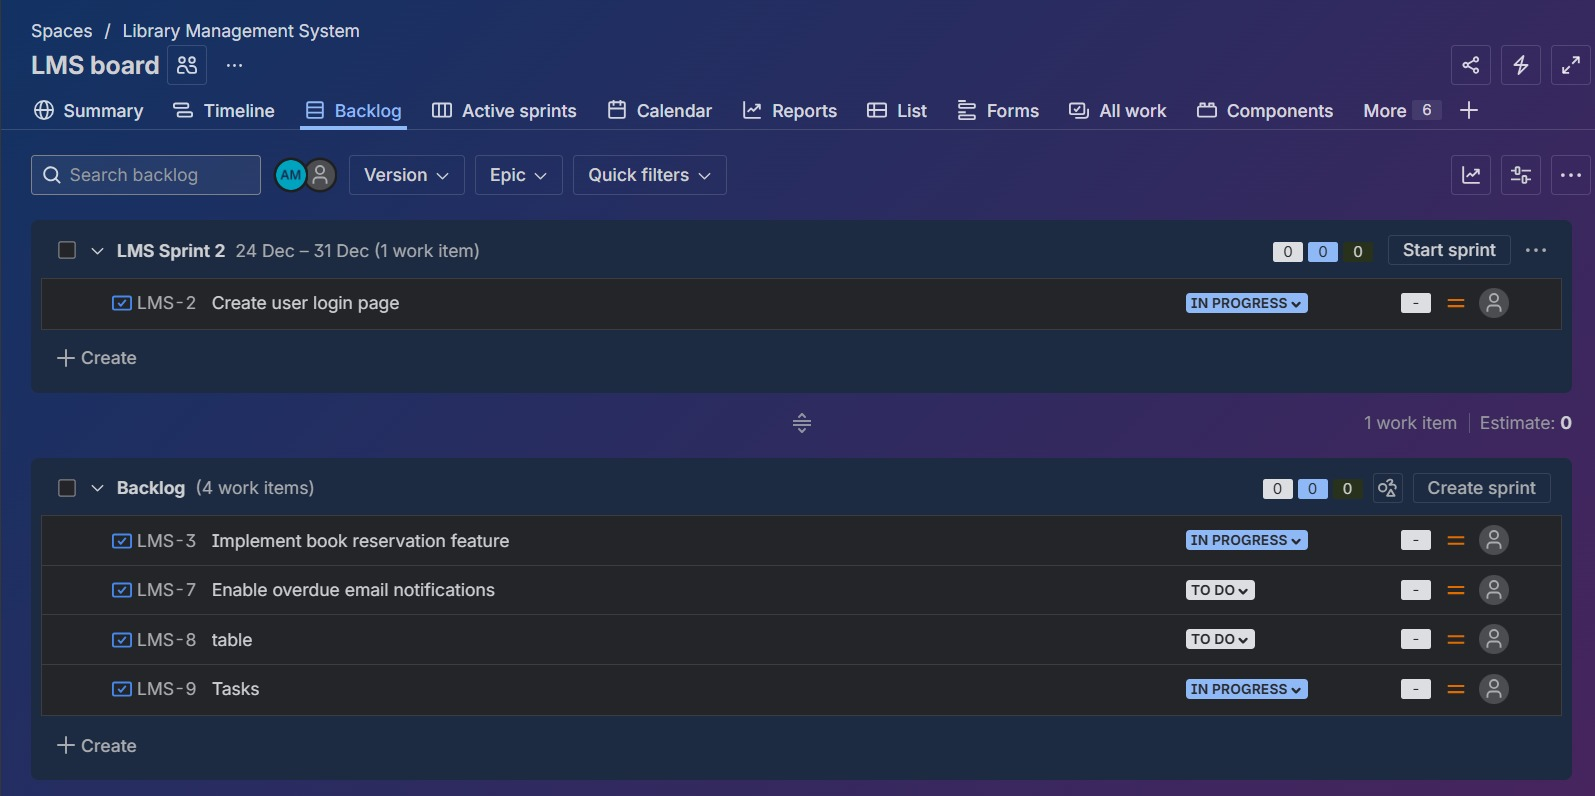 Spaces / Library Management System
LMS board
Summary Timeline Backlog Active sprints Calendar Reports List Forms All work Components More 6
Search backlog AM Version Epic Quick filters
LMS Sprint 2 24 Dec – 31 Dec (1 work item) 0 0 0 Start sprint
LMS-2 Create user login page IN PROGRESS -
Create
1 work item Estimate: 0
Backlog (4 work items) 0 0 0 Create sprint
LMS-3 Implement book reservation feature IN PROGRESS -
LMS-7 Enable overdue email notifications TO DO -
LMS-8 table TO DO -
LMS-9 Tasks IN PROGRESS -
Create